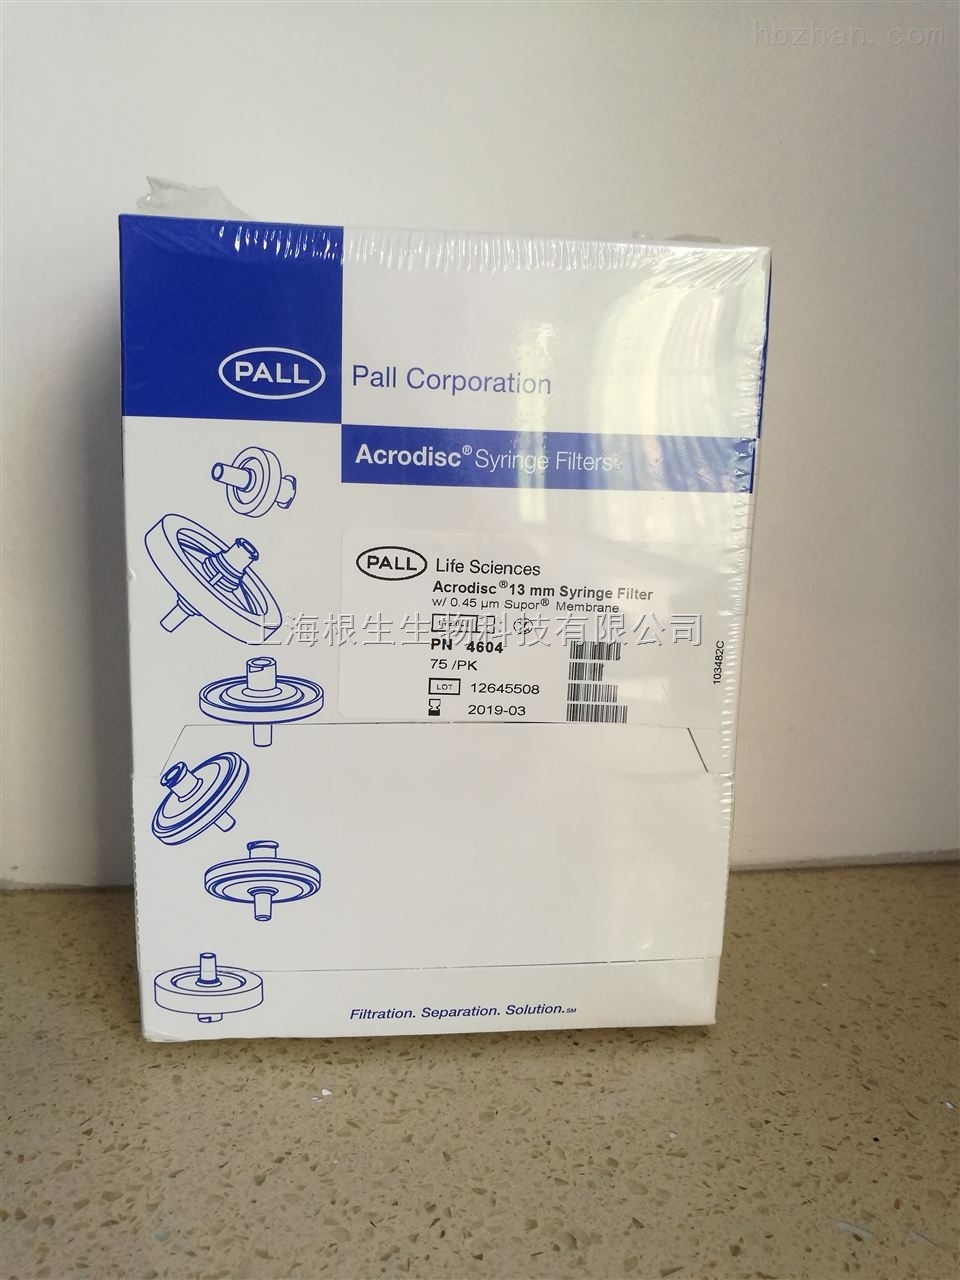 hbzhan.com
PALL
Pall Corporation
Acrodisc® Syringe Filters
PALL Life Sciences
Acrodisc® 13 mm Syringe Filter
w/ 0.45 µm Supor® Membrane
上海根生生物科技有限公司
PN 4604
75 /PK
LOT 12645508
2019-03
103482C
Filtration. Separation. Solution.℠